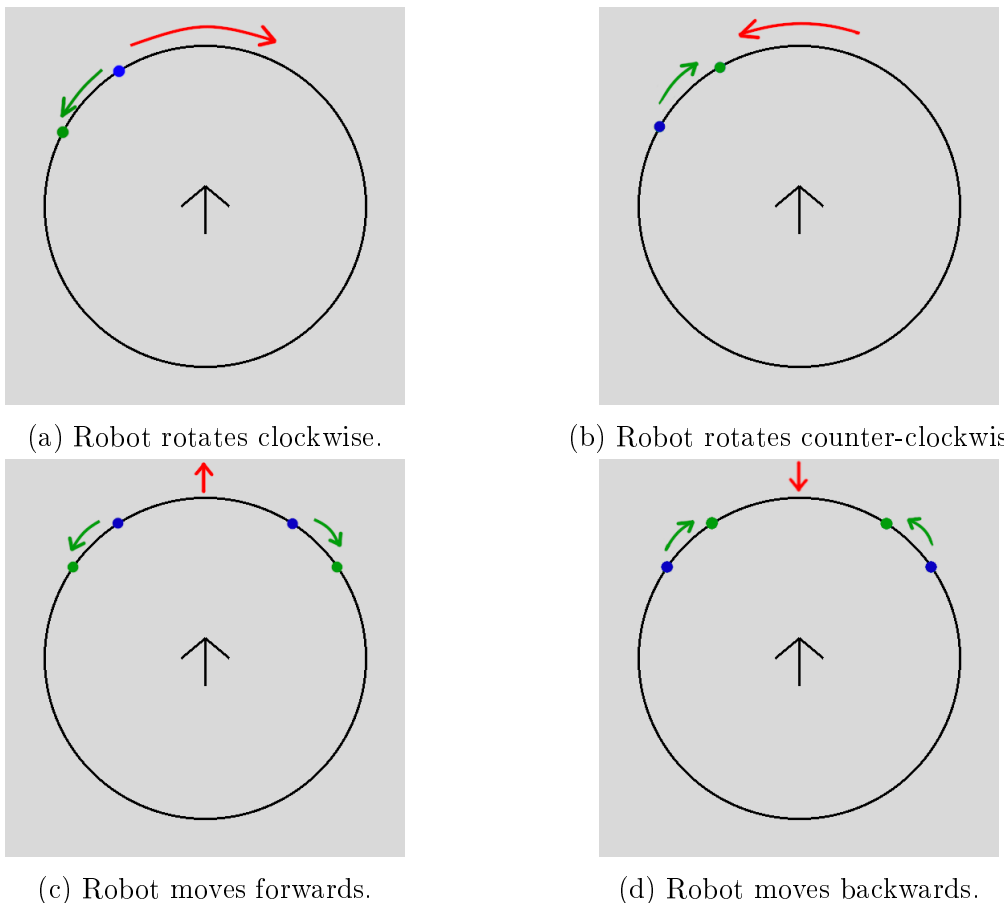 (a) Robot rotates clockwise.
(b) Robot rotates counter-clockwis
(c) Robot moves forwards.
(d) Robot moves backwards.